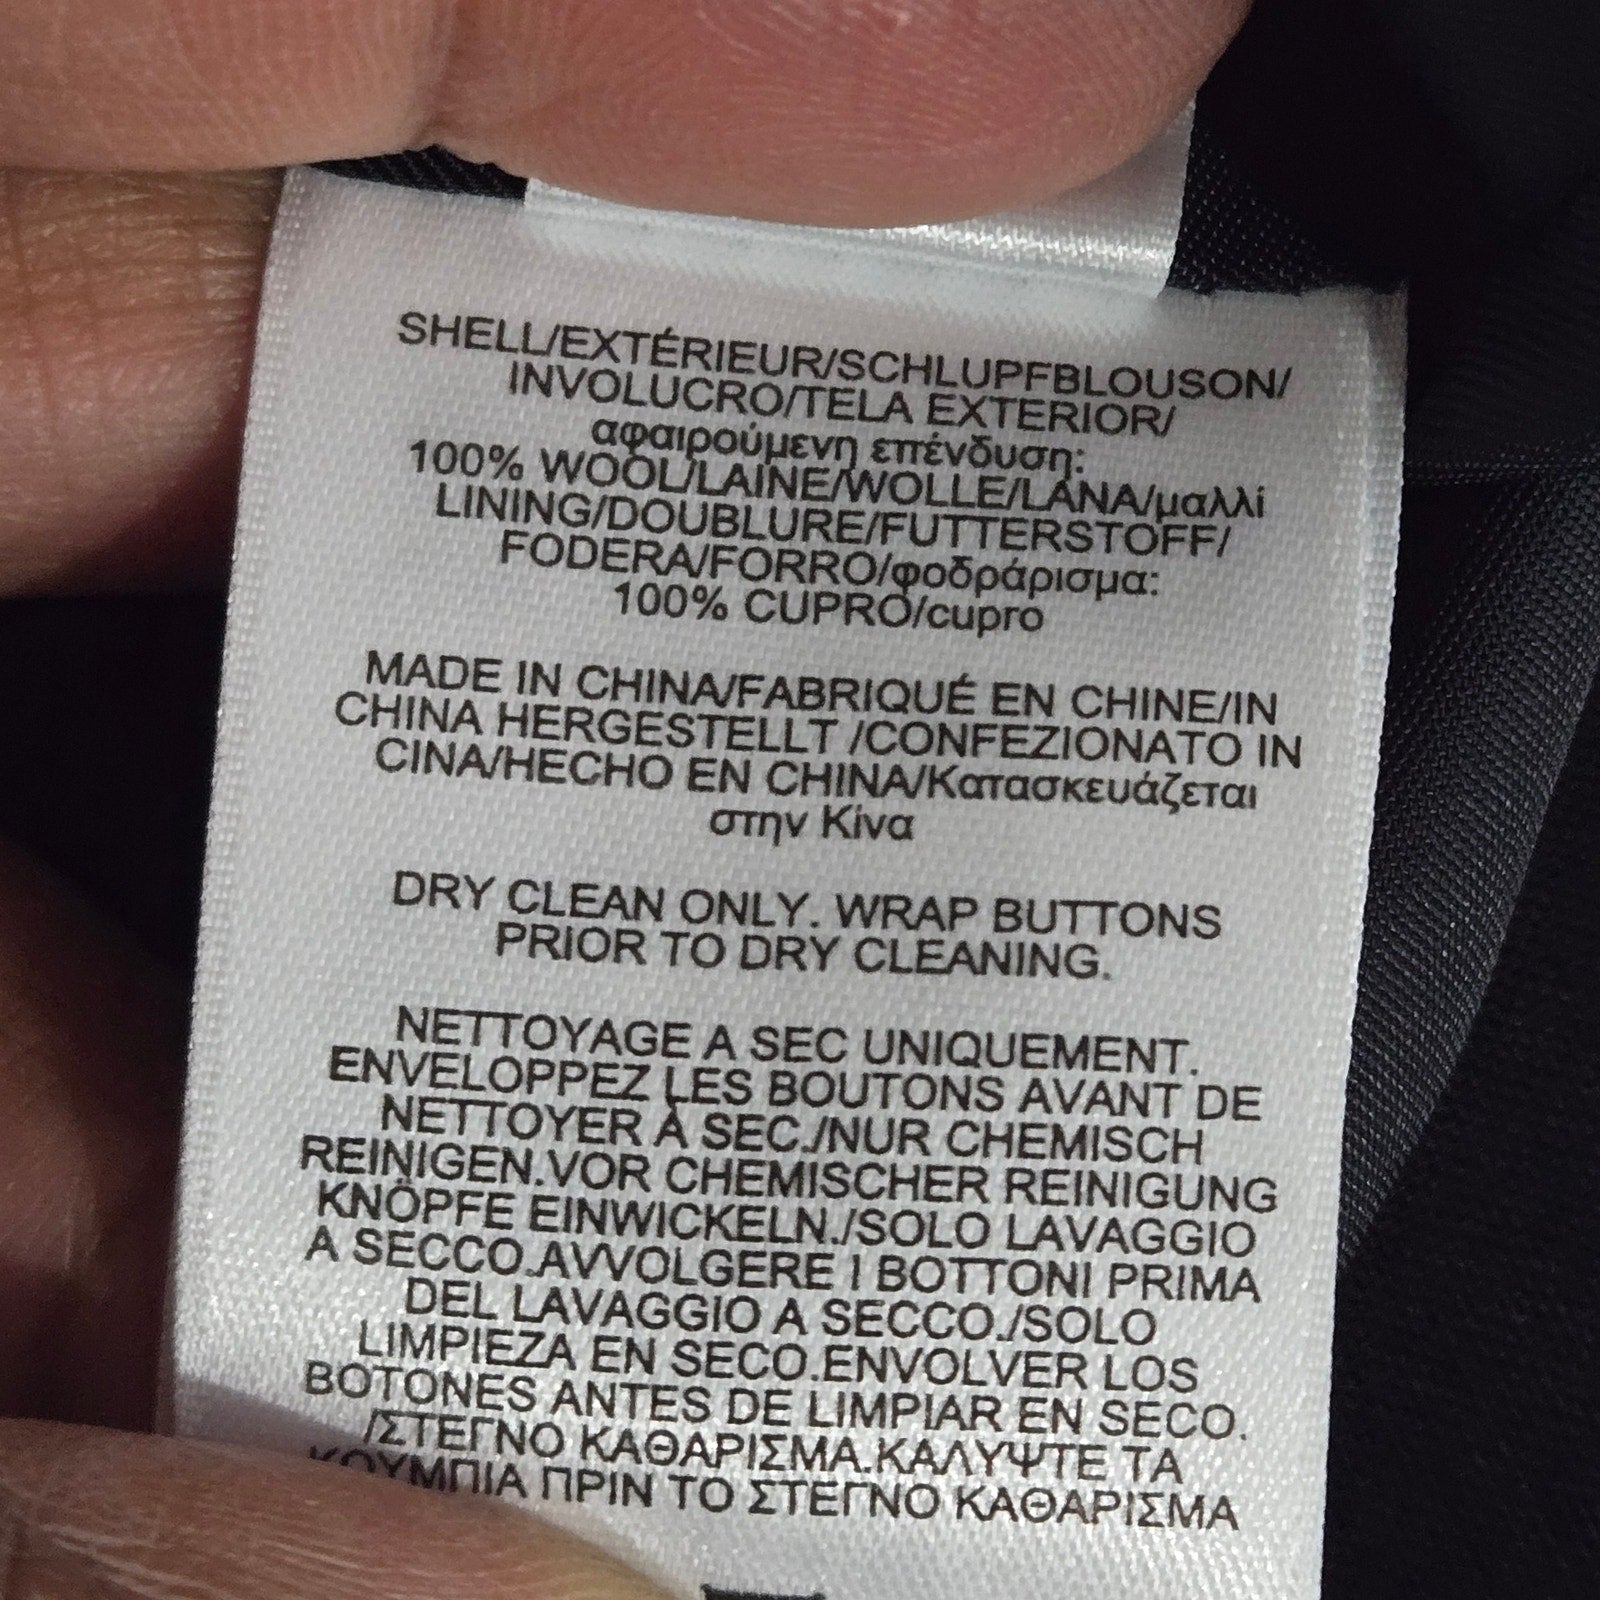 SHELL/EXTÉRIEUR/SCHLUPFBLOUSON/
INVOLUCRO/TELA EXTERIOR/
αφαιρούμενη επένδυση:
100% WOOL/LAINE/WOLLE/LANA/μαλλί
LINING/DOUBLURE/FUTTERSTOFF/
FODERA/FORRO/φοδράρισμα:
100% CUPRO/cupro
MADE IN CHINA/FABRIQUÉ EN CHINE/IN
CHINA HERGESTELLT /CONFEZIONATO IN
CINA/HECHO EN CHINA/Κατασκευάζεται
στην Κίνα
DRY CLEAN ONLY. WRAP BUTTONS
PRIOR TO DRY CLEANING.
NETTOYAGE A SEC UNIQUEMENT.
ENVELOPPEZ LES BOUTONS AVANT DE
NETTOYER À SEC./NUR CHEMISCH
REINIGEN.VOR CHEMISCHER REINIGUNG
KNÖPFE EINWICKELN./SOLO LAVAGGIO
A SECCO.AVVOLGERE I BOTTONI PRIMA
DEL LAVAGGIO A SECCO./SOLO
LIMPIEZA EN SECO.ENVOLVER LOS
BOTONES ANTES DE LIMPIAR EN SECO.
/ΣΤΕΓΝΟ ΚΑΘΑΡΙΣΜΑ.ΚΑΛΥΨΤΕ ΤΑ
ΚΟΥΜΠΙΑ ΠΡΙΝ ΤΟ ΣΤΕΓΝΟ ΚΑΘΑΡΙΣΜΑ